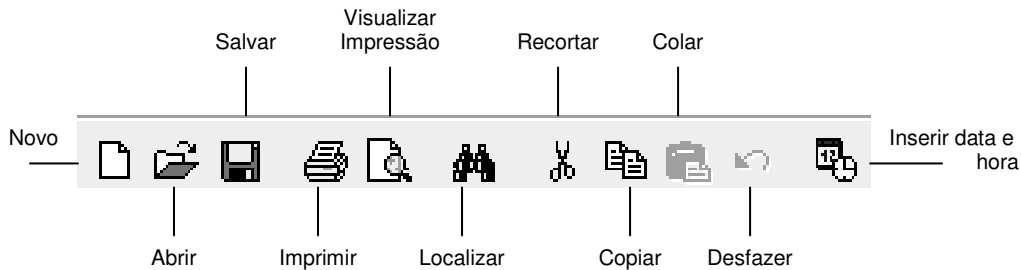 Visualizar
Impressão
Salvar
Recortar
Colar
Novo
Inserir data e
hora
Abrir
Imprimir
Localizar
Copiar
Desfazer